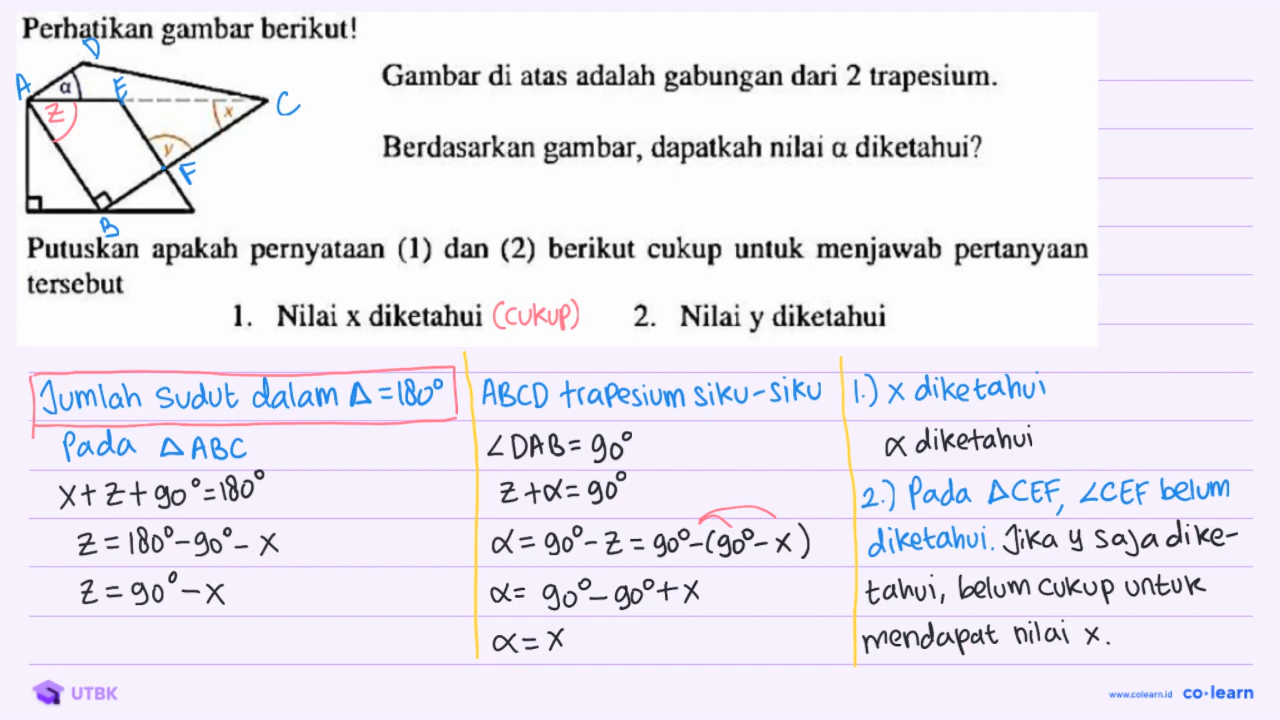 Perhatikan gambar berikut!
D
A
α
E
z
x
C
y
F
B
Gambar di atas adalah gabungan dari 2 trapesium.
Berdasarkan gambar, dapatkah nilai α diketahui?
Putuskan apakah pernyataan (1) dan (2) berikut cukup untuk menjawab pertanyaan
tersebut
1. Nilai x diketahui (cukup) 2. Nilai y diketahui
Jumlah sudut dalam Δ = 180°
Pada Δ ABC
x + z + 90° = 180°
z = 180° - 90° - x
z = 90° - x
ABCD trapesium siku-siku
∠DAB = 90°
z + α = 90°
α = 90° - z = 90° - (90° - x)
α = 90° - 90° + x
α = x
1.) x diketahui
α diketahui
2.) Pada ΔCEF, ∠CEF belum
diketahui. Jika y saja dike-
tahui, belum cukup untuk
mendapat nilai x.
UTBK
www.colearn.id co·learn